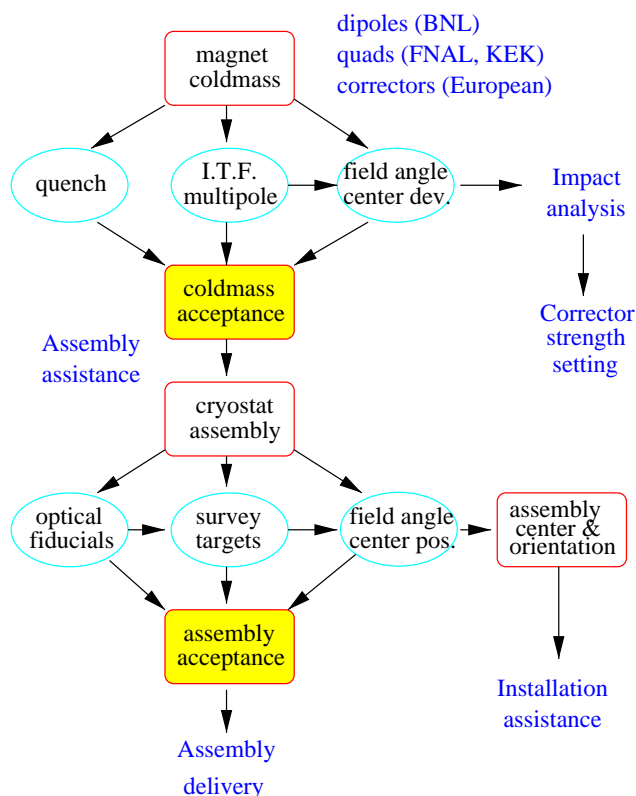 dipoles (BNL)
quads (FNAL, KEK)
correctors (European)
magnet
coldmass
quench
I.T.F.
multipole
field angle
center dev.
Impact
analysis
coldmass
acceptance
Corrector
strength
setting
Assembly
assistance
cryostat
assembly
optical
fiducials
survey
targets
field angle
center pos.
assembly
center &
orientation
assembly
acceptance
Installation
assistance
Assembly
delivery